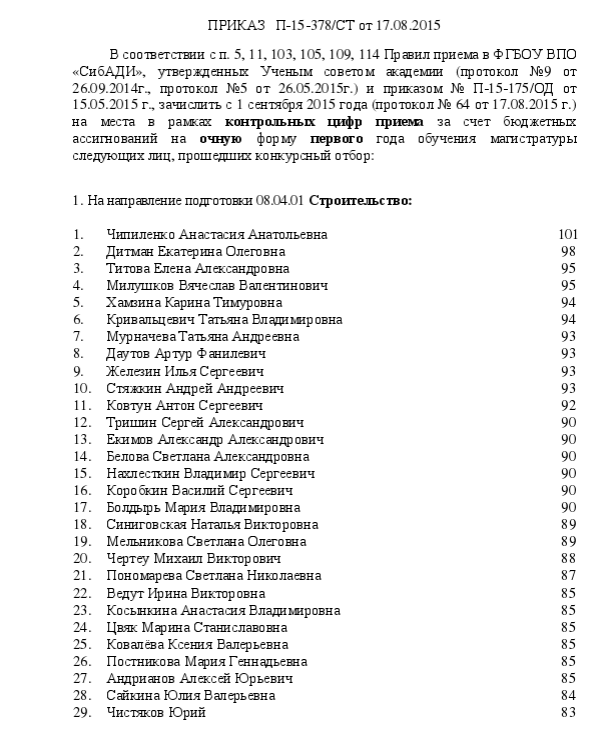 ПРИКАЗ П-15-378/СТ от 17.08.2015
В соответствии с п. 5, 11, 103, 105, 109, 114 Правил приема в ФГБОУ ВПО
«СибАДИ», утвержденных Ученым советом академии (протокол №9 от
26.09.2014г., протокол №5 от 26.05.2015г.) и приказом № П-15-175/ОД от
15.05.2015 г., зачислить с 1 сентября 2015 года (протокол № 64 от 17.08.2015 г.)
на места в рамках контрольных цифр приема за счет бюджетных
ассигнований на очную форму первого года обучения магистратуры
следующих лиц, прошедших конкурсный отбор:
1. На направление подготовки 08.04.01 Строительство:
1. Чипиленко Анастасия Анатольевна 101
2. Дитман Екатерина Олеговна 98
3. Титова Елена Александровна 95
4. Милушков Вячеслав Валентинович 95
5. Хамзина Карина Тимуровна 94
6. Кривальцевич Татьяна Владимировна 94
7. Мурначева Татьяна Андреевна 93
8. Даутов Артур Фанилевич 93
9. Железин Илья Сергеевич 93
10. Стяжкин Андрей Андреевич 93
11. Ковтун Антон Сергеевич 92
12. Тришин Сергей Александрович 90
13. Екимов Александр Александрович 90
14. Белова Светлана Александровна 90
15. Нахлесткин Владимир Сергеевич 90
16. Коробкин Василий Сергеевич 90
17. Болдырь Мария Владимировна 90
18. Синиговская Наталья Викторовна 89
19. Мельникова Светлана Олеговна 89
20. Чертеу Михаил Викторович 88
21. Пономарева Светлана Николаевна 87
22. Ведут Ирина Викторовна 85
23. Косынкина Анастасия Владимировна 85
24. Цвяк Марина Станиславовна 85
25. Ковалёва Ксения Валерьевна 85
26. Постникова Мария Геннадьевна 85
27. Андрианов Алексей Юрьевич 85
28. Сайкина Юлия Валерьевна 84
29. Чистяков Юрий 83